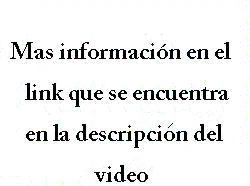 Mas información en el
link que se encuentra
en la descripción del
video